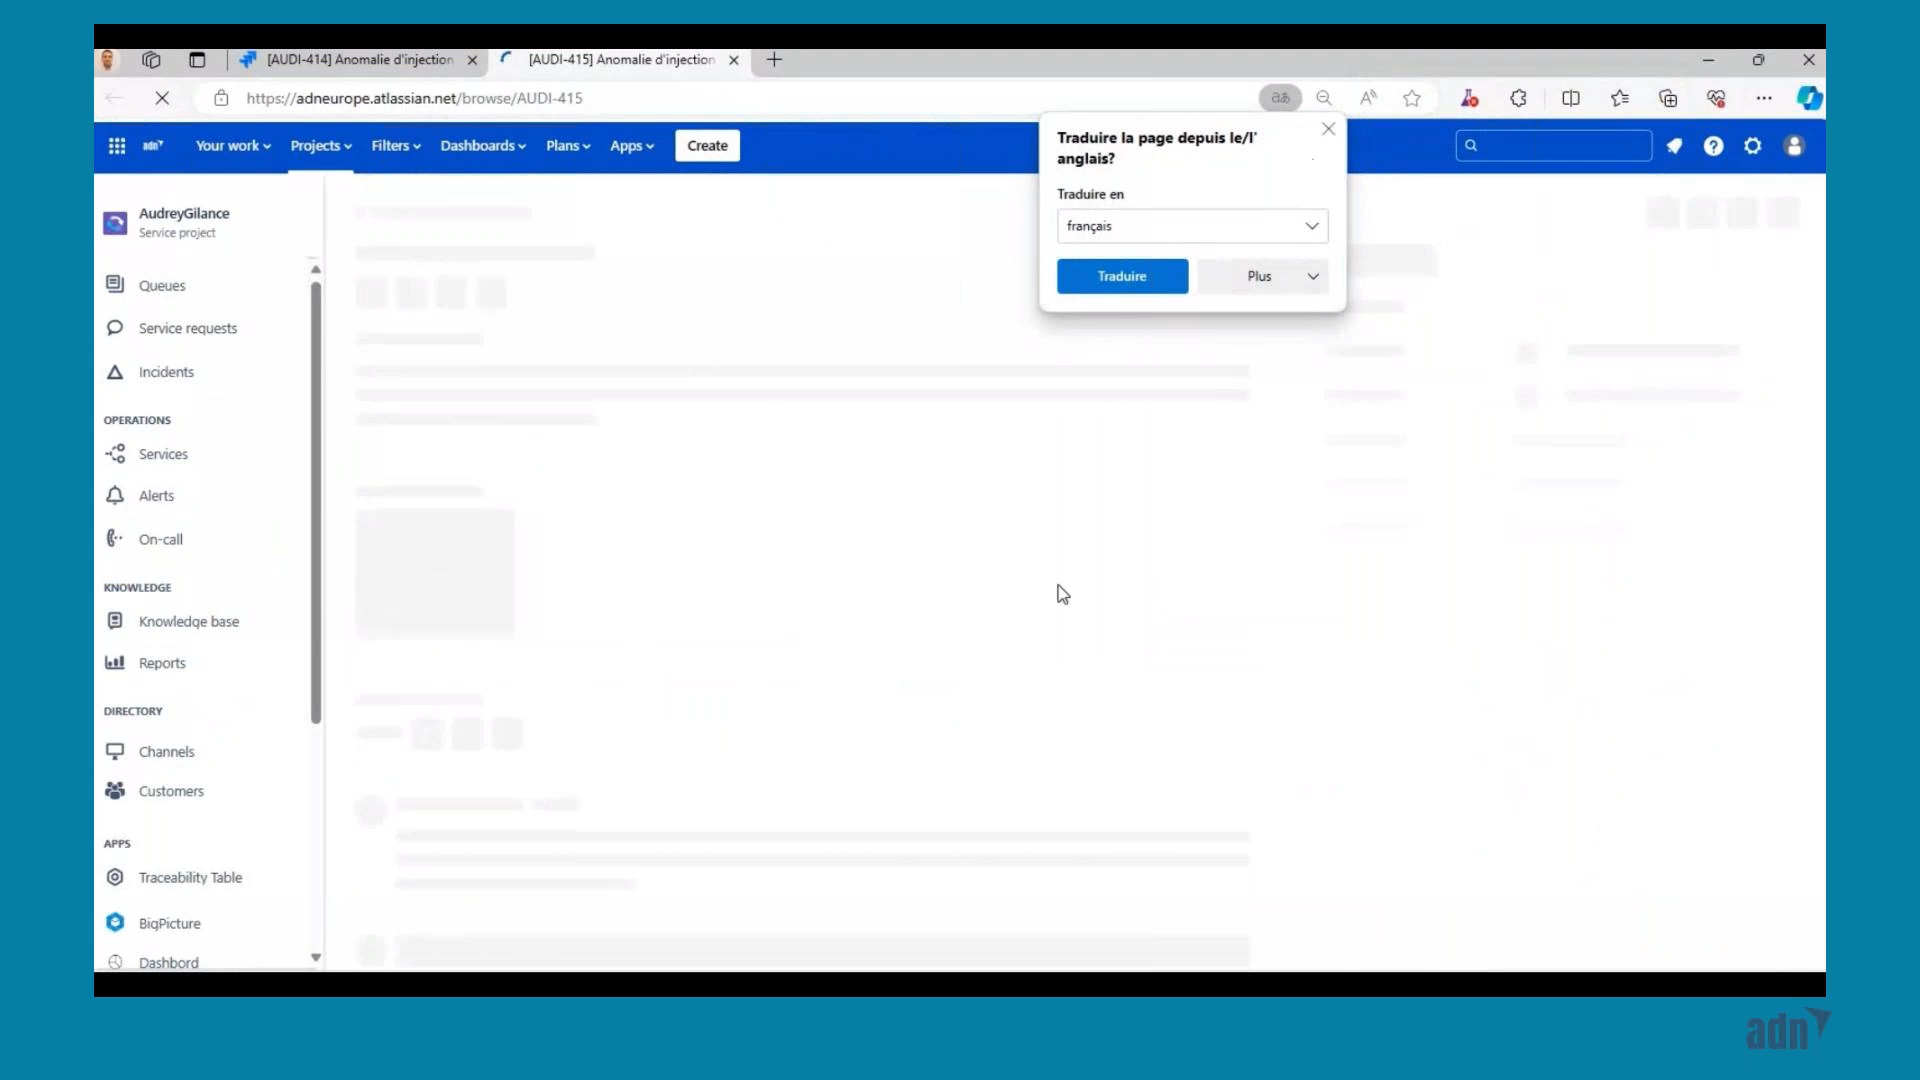 [AUDI-414] Anomalie d'injection
[AUDI-415] Anomalie d'injection
https://adneurope.atlassian.net/browse/AUDI-415
adn
Your work
Projects
Filters
Dashboards
Plans
Apps
Create
Traduire la page depuis le/l'
anglais?
Traduire en
français
Traduire
Plus
AudreyGilance
Service project
Queues
Service requests
Incidents
OPERATIONS
Services
Alerts
On-call
KNOWLEDGE
Knowledge base
Reports
DIRECTORY
Channels
Customers
APPS
Traceability Table
BigPicture
Dashbord
adn